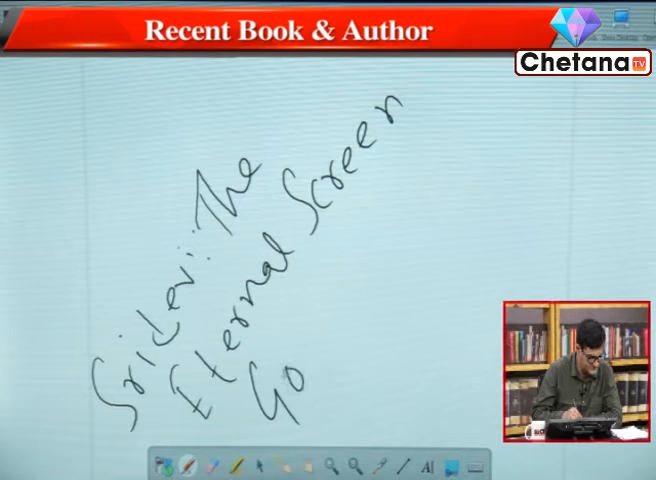 Recent Book & Author
Chetana TV
Sridevi: The
Eternal Screen
Go